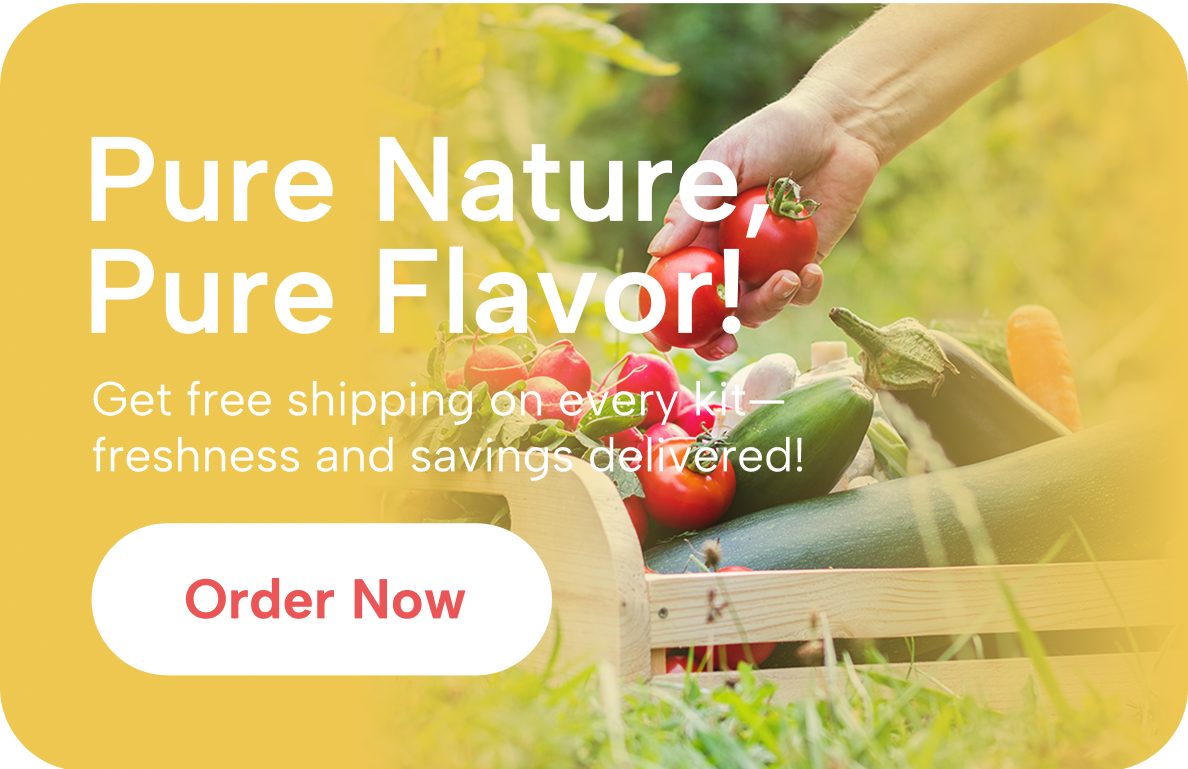 Pure Nature,
Pure Flavor!
Get free shipping on every kit—
freshness and savings delivered!
Order Now